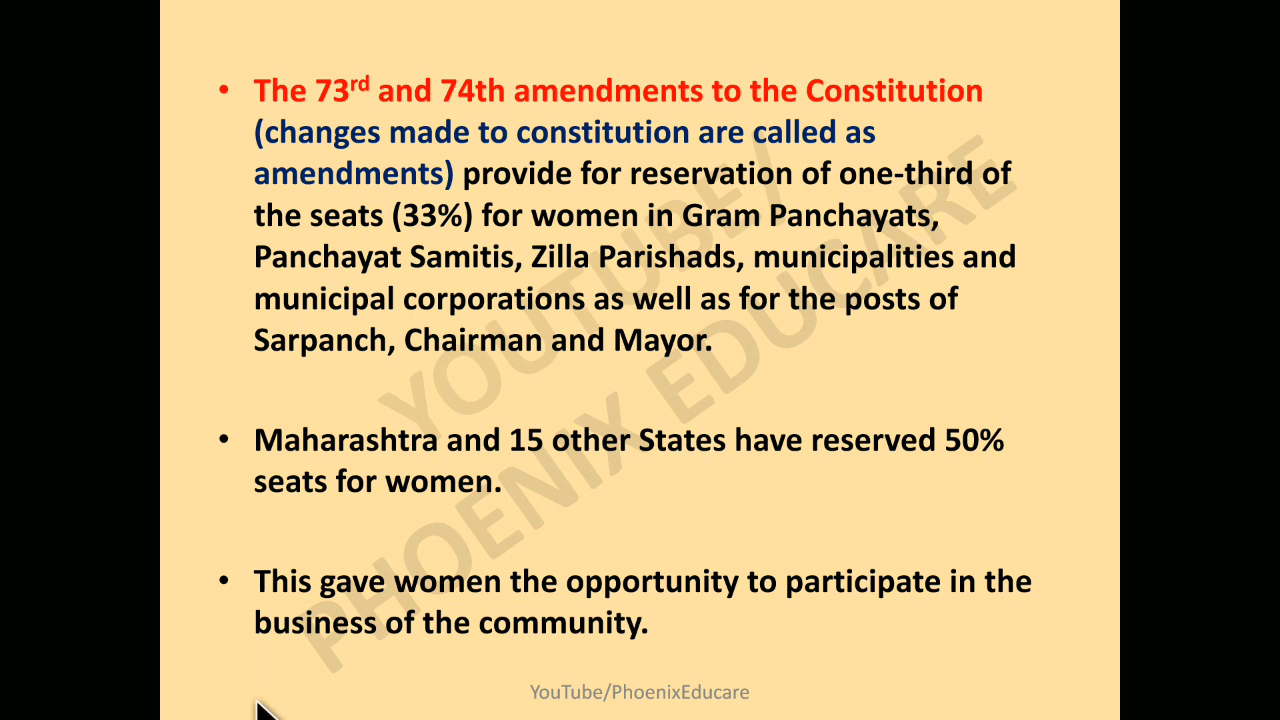 • The 73rd and 74th amendments to the Constitution
(changes made to constitution are called as
amendments) provide for reservation of one-third of
the seats (33%) for women in Gram Panchayats,
Panchayat Samitis, Zilla Parishads, municipalities and
municipal corporations as well as for the posts of
Sarpanch, Chairman and Mayor.
• Maharashtra and 15 other States have reserved 50%
seats for women.
• This gave women the opportunity to participate in the
business of the community.
YOUTUBE/
PHOENIX EDUCARE
YouTube/PhoenixEducare